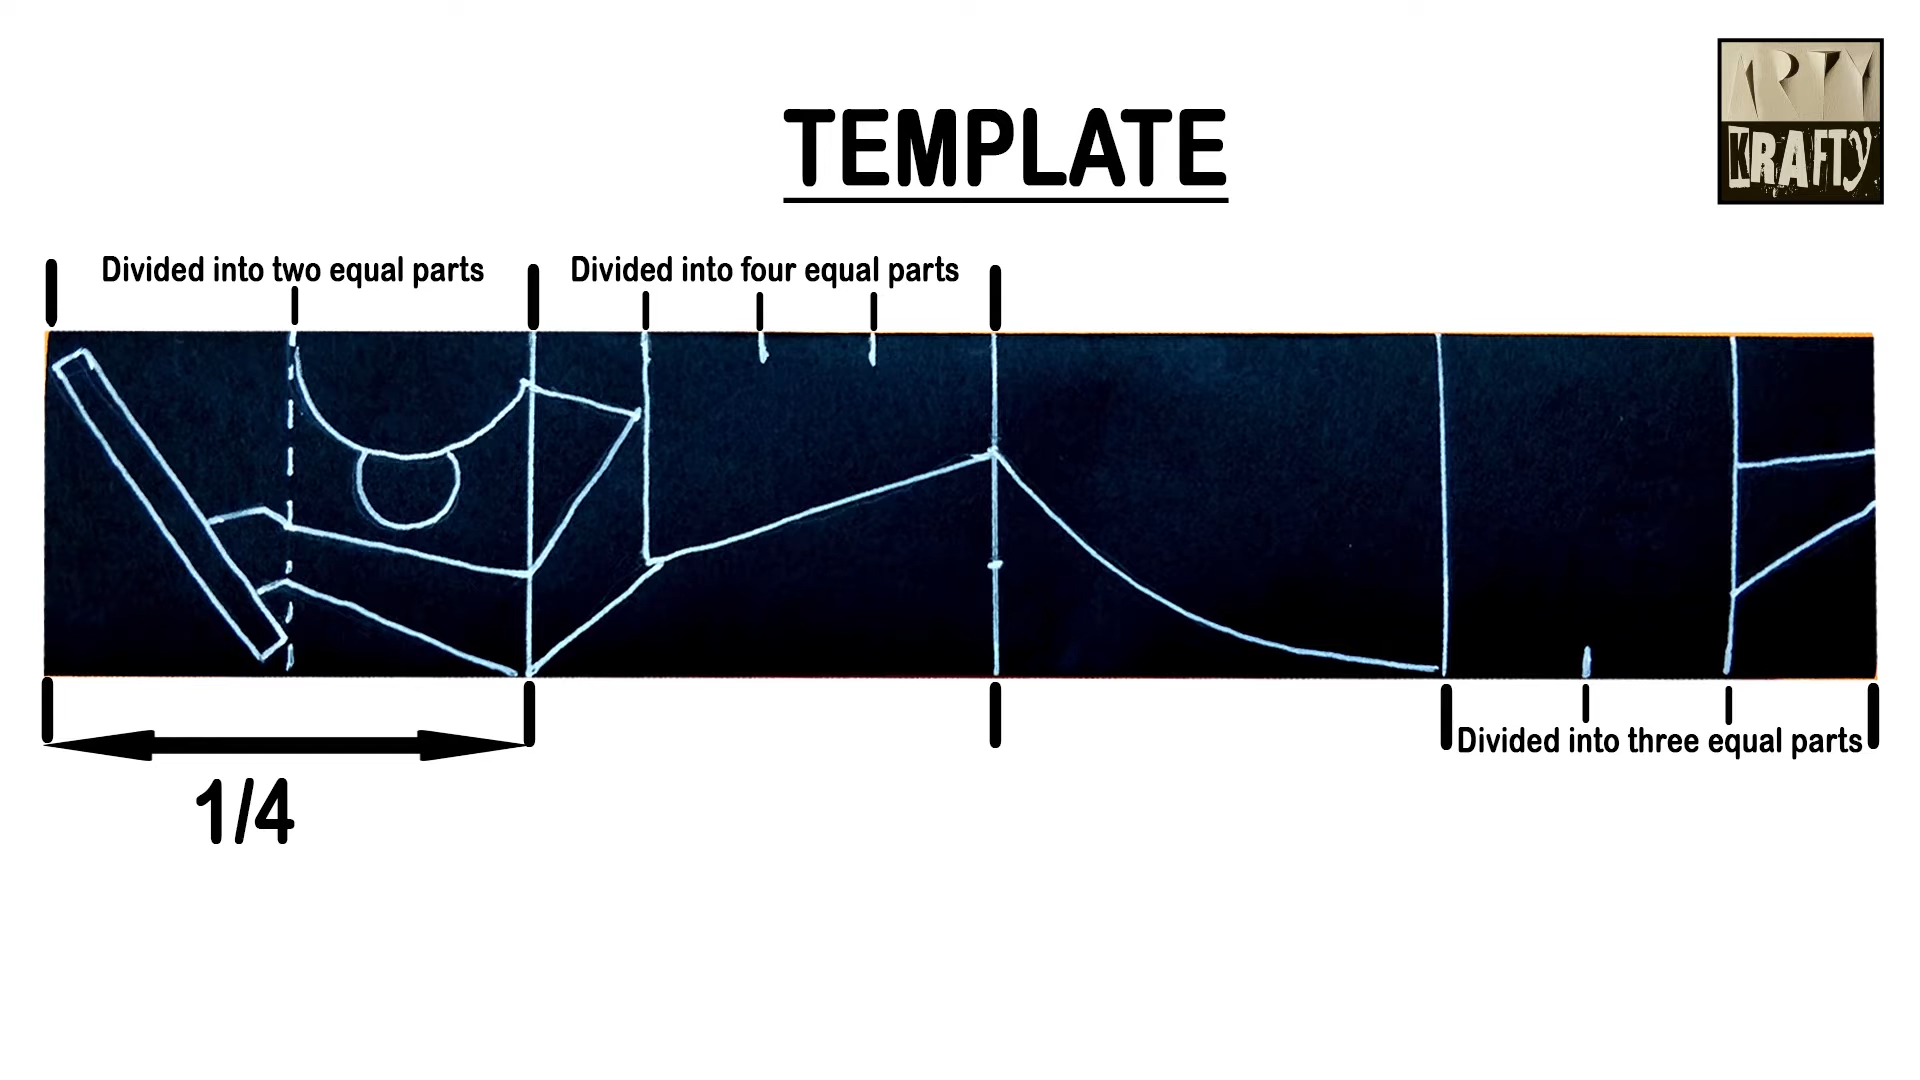 ARTY
KRAFTY
TEMPLATE
Divided into two equal parts
Divided into four equal parts
Divided into three equal parts
1/4